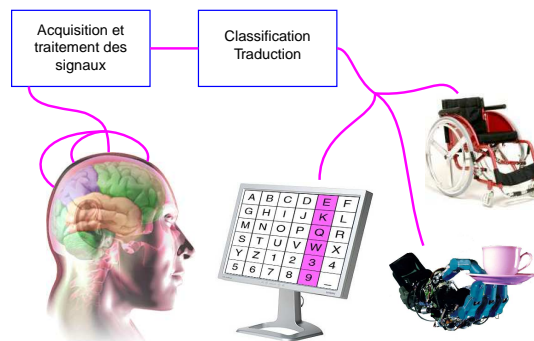 Acquisition et
traitement des
signaux
Classification
Traduction
A B C D E F
G H I J K L
M N O P Q R
S T U V W X
Y Z 1 2 3 4
5 6 7 8 9 _